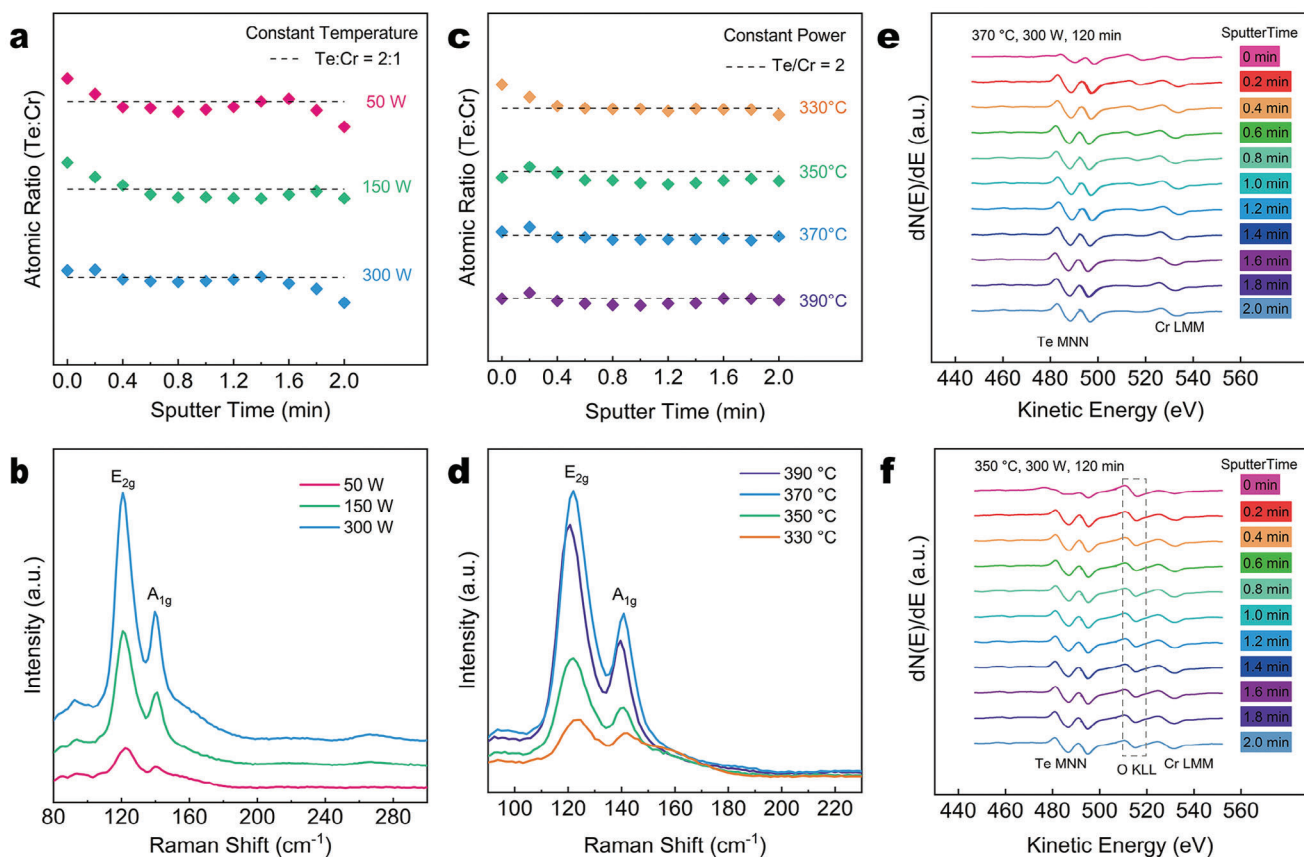 a
Constant Temperature
Te:Cr = 2:1
50 W
150 W
300 W
Atomic Ratio (Te:Cr)
0.0 0.4 0.8 1.2 1.6 2.0
Sputter Time (min)
c
Constant Power
Te/Cr = 2
330°C
350°C
370°C
390°C
Atomic Ratio (Te:Cr)
0.0 0.4 0.8 1.2 1.6 2.0
Sputter Time (min)
e
370 °C, 300 W, 120 min
SputterTime
0 min
0.2 min
0.4 min
0.6 min
0.8 min
1.0 min
1.2 min
1.4 min
1.6 min
1.8 min
2.0 min
Te MNN
Cr LMM
dN(E)/dE (a.u.)
440 460 480 500 520 540 560
Kinetic Energy (eV)
b
E2g
A1g
50 W
150 W
300 W
Intensity (a.u.)
80 120 160 200 240 280
Raman Shift (cm-1)
d
E2g
A1g
390 °C
370 °C
350 °C
330 °C
Intensity (a.u.)
100 120 140 160 180 200 220
Raman Shift (cm-1)
f
350 °C, 300 W, 120 min
SputterTime
0 min
0.2 min
0.4 min
0.6 min
0.8 min
1.0 min
1.2 min
1.4 min
1.6 min
1.8 min
2.0 min
Te MNN
O KLL
Cr LMM
dN(E)/dE (a.u.)
440 460 480 500 520 540 560
Kinetic Energy (eV)